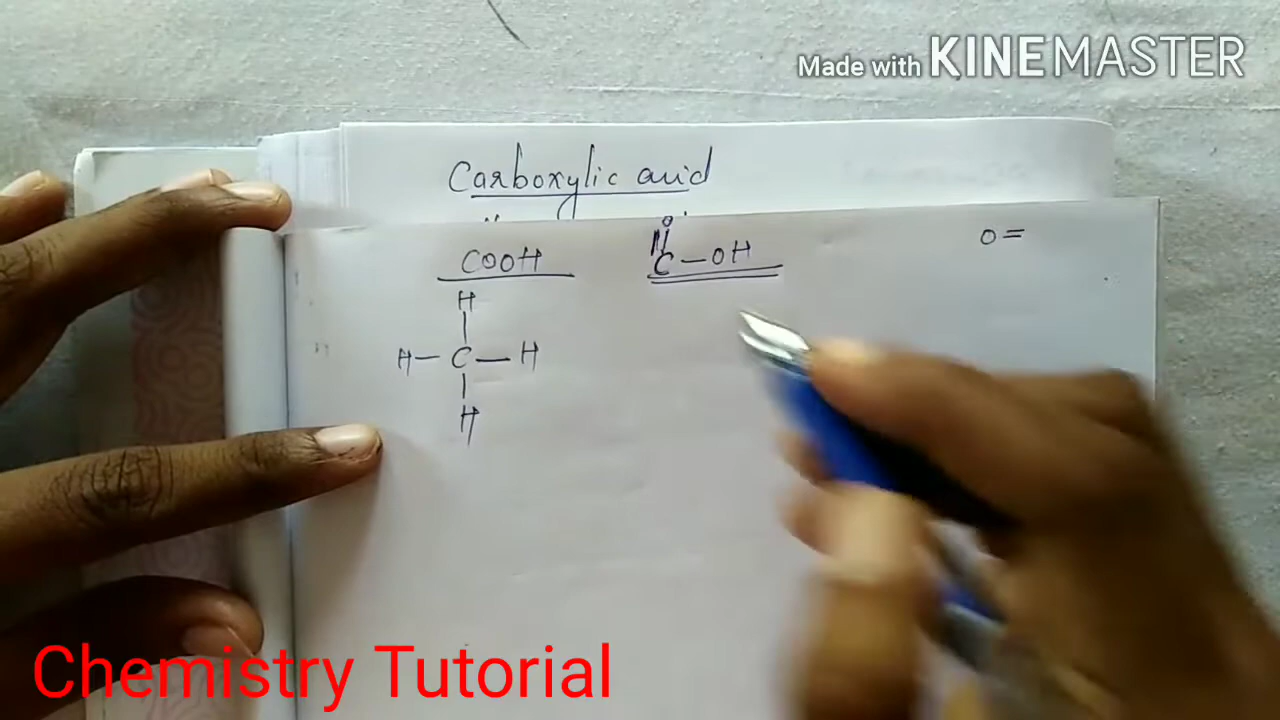 Made with KINEMASTER
Carboxylic acid
O
COOH
C-OH
O=
H
H-C-H
H
Chemistry Tutorial